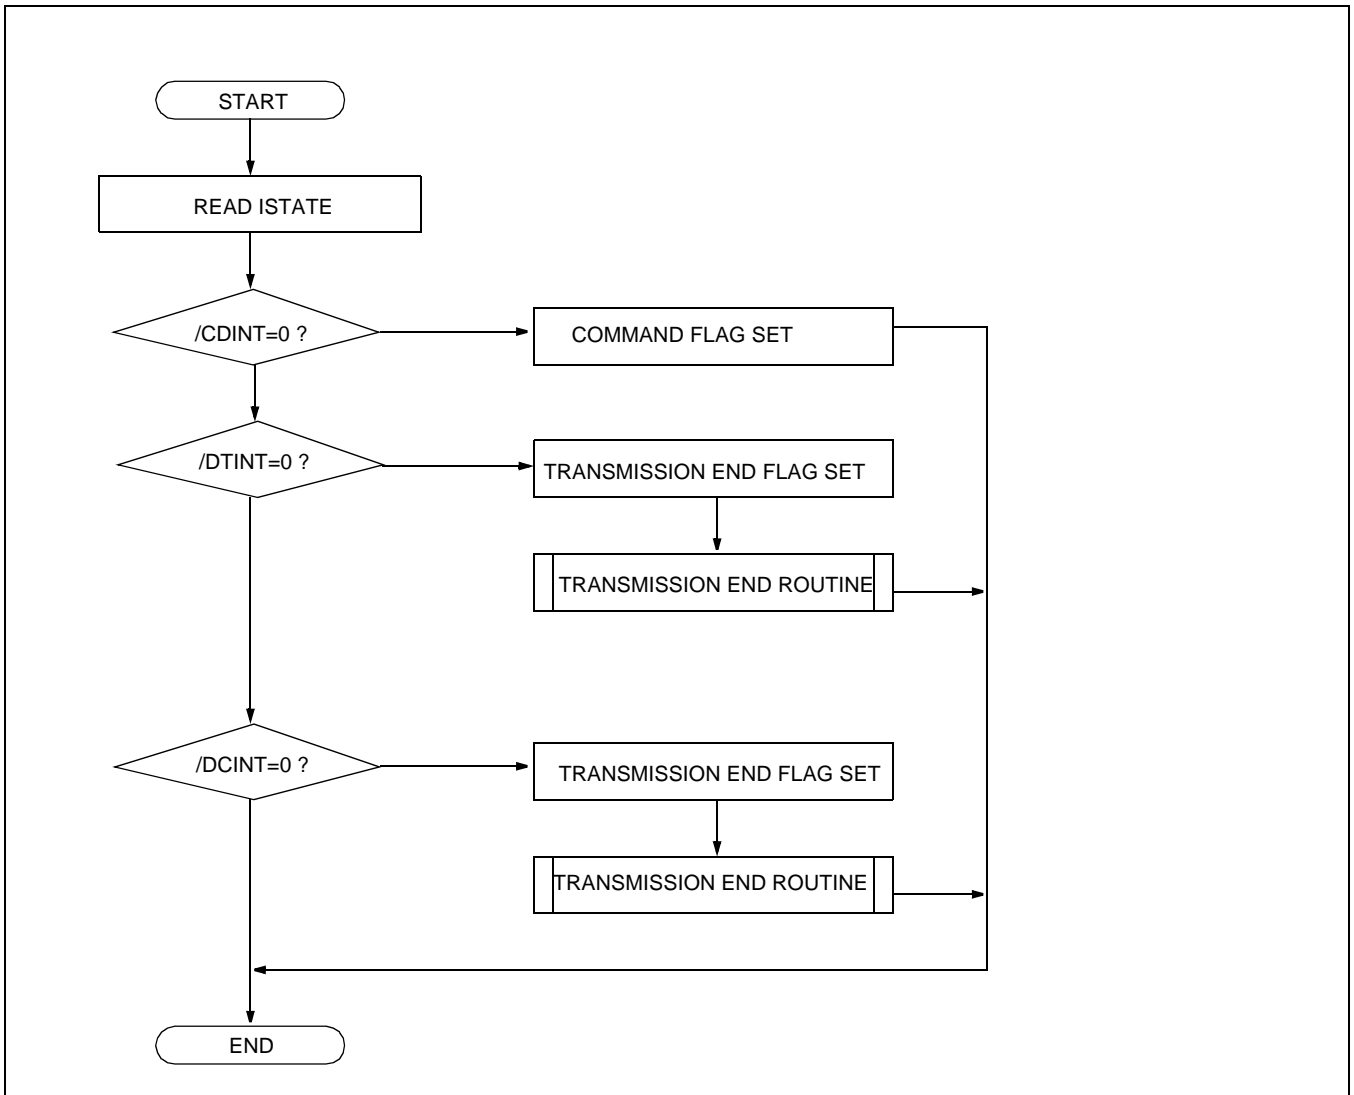 START
READ ISTATE
/CDINT=0 ?
COMMAND FLAG SET
/DTINT=0 ?
TRANSMISSION END FLAG SET
TRANSMISSION END ROUTINE
/DCINT=0 ?
TRANSMISSION END FLAG SET
TRANSMISSION END ROUTINE
END